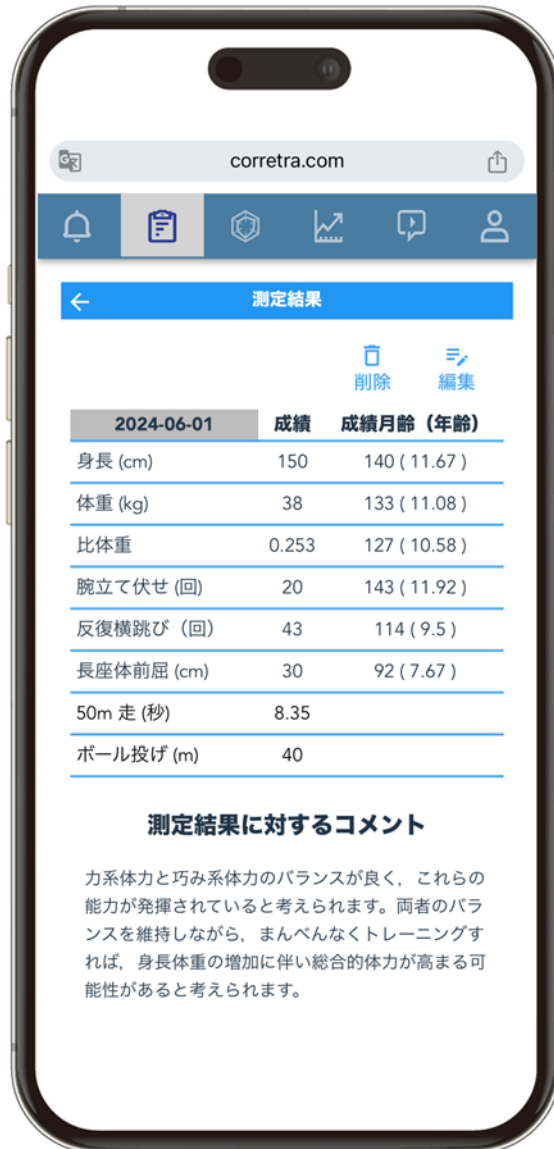 corretra.com
測定結果
削除 編集
2024-06-01 成績 成績月齢（年齢）
身長 (cm) 150 140 ( 11.67 )
体重 (kg) 38 133 ( 11.08 )
比体重 0.253 127 ( 10.58 )
腕立て伏せ (回) 20 143 ( 11.92 )
反復横跳び（回） 43 114 ( 9.5 )
長座体前屈 (cm) 30 92 ( 7.67 )
50m 走 (秒) 8.35
ボール投げ (m) 40
測定結果に対するコメント
力系体力と巧み系体力のバランスが良く，これらの
能力が発揮されていると考えられます。両者のバラ
ンスを維持しながら，まんべんなくトレーニングす
れば，身長体重の増加に伴い総合的体力が高まる可
能性があると考えられます。